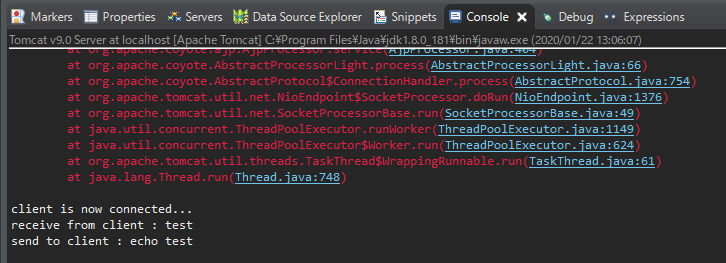 Markers Properties Servers Data Source Explorer Snippets Console Debug Expressions
Tomcat v9.0 Server at localhost [Apache Tomcat] C:¥Program Files¥Java¥jdk1.8.0_181¥bin¥javaw.exe (2020/01/22 13:06:07)
at org.apache.coyote.ajp.AjpProcessor.service(AjpProcessor.java:464)
at org.apache.coyote.AbstractProcessorLight.process(AbstractProcessorLight.java:66)
at org.apache.coyote.AbstractProtocol$ConnectionHandler.process(AbstractProtocol.java:754)
at org.apache.tomcat.util.net.NioEndpoint$SocketProcessor.doRun(NioEndpoint.java:1376)
at org.apache.tomcat.util.net.SocketProcessorBase.run(SocketProcessorBase.java:49)
at java.util.concurrent.ThreadPoolExecutor.runWorker(ThreadPoolExecutor.java:1149)
at java.util.concurrent.ThreadPoolExecutor$Worker.run(ThreadPoolExecutor.java:624)
at org.apache.tomcat.util.threads.TaskThread$WrappingRunnable.run(TaskThread.java:61)
at java.lang.Thread.run(Thread.java:748)
client is now connected...
receive from client : test
send to client : echo test